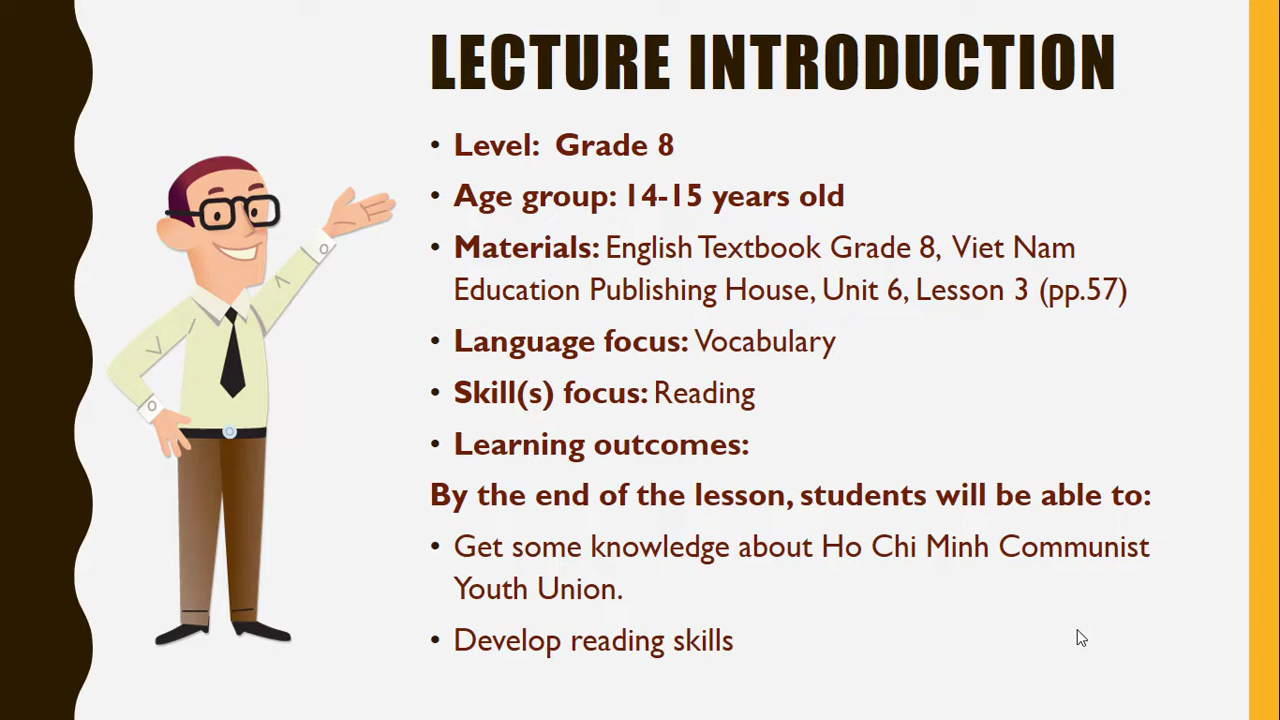 LECTURE INTRODUCTION
• Level: Grade 8
• Age group: 14-15 years old
• Materials: English Textbook Grade 8, Viet Nam
Education Publishing House, Unit 6, Lesson 3 (pp.57)
• Language focus: Vocabulary
• Skill(s) focus: Reading
• Learning outcomes:
By the end of the lesson, students will be able to:
• Get some knowledge about Ho Chi Minh Communist
Youth Union.
• Develop reading skills